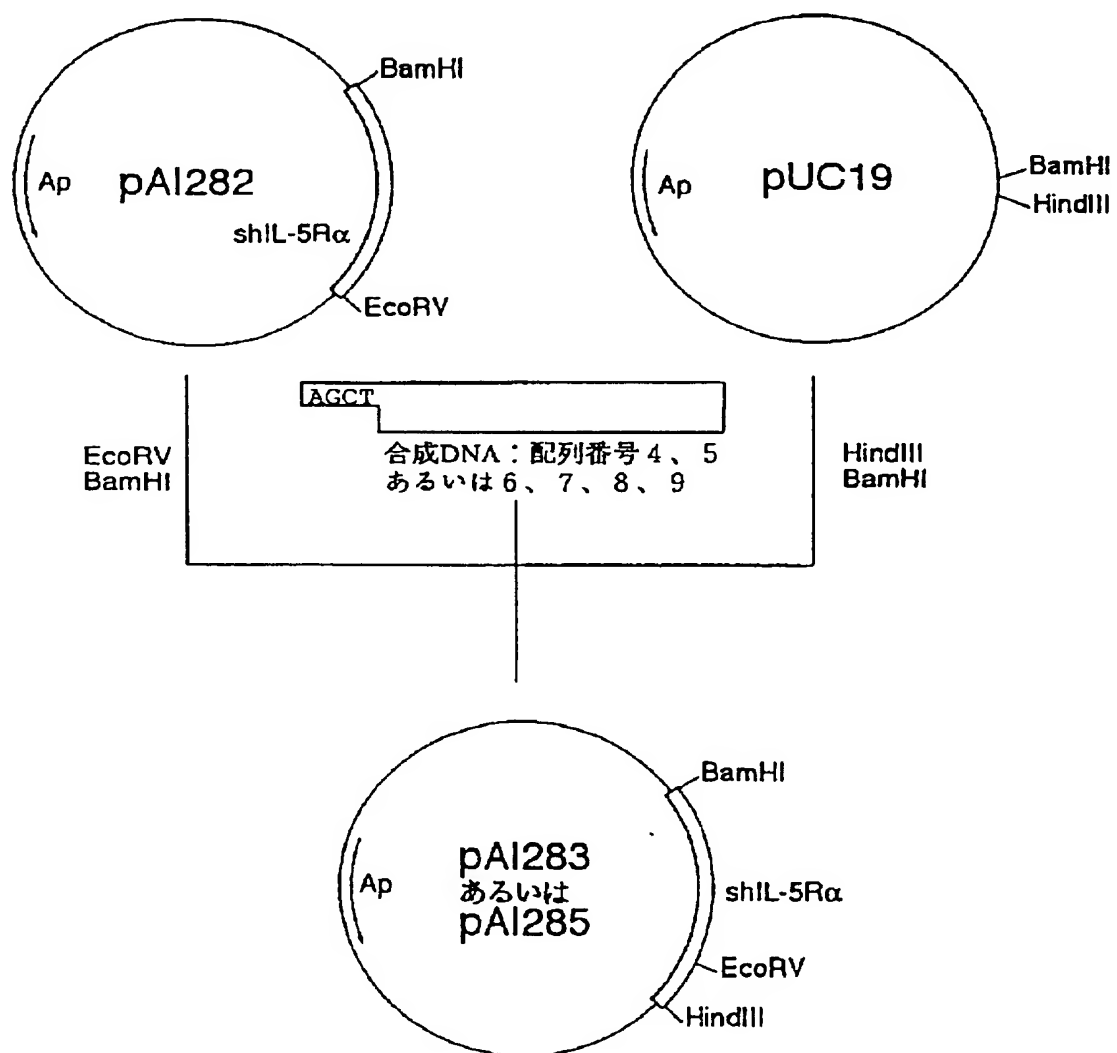 BamHI
Ap
pAI282
shIL-5Rα
EcoRV
Ap
pUC19
BamHI
HindIII
AGCT
EcoRV
BamHI
合成DNA：配列番号4、5
あるいは6、7、8、9
HindIII
BamHI
BamHI
Ap
pAI283
あるいは
pAI285
shIL-5Rα
EcoRV
HindIII